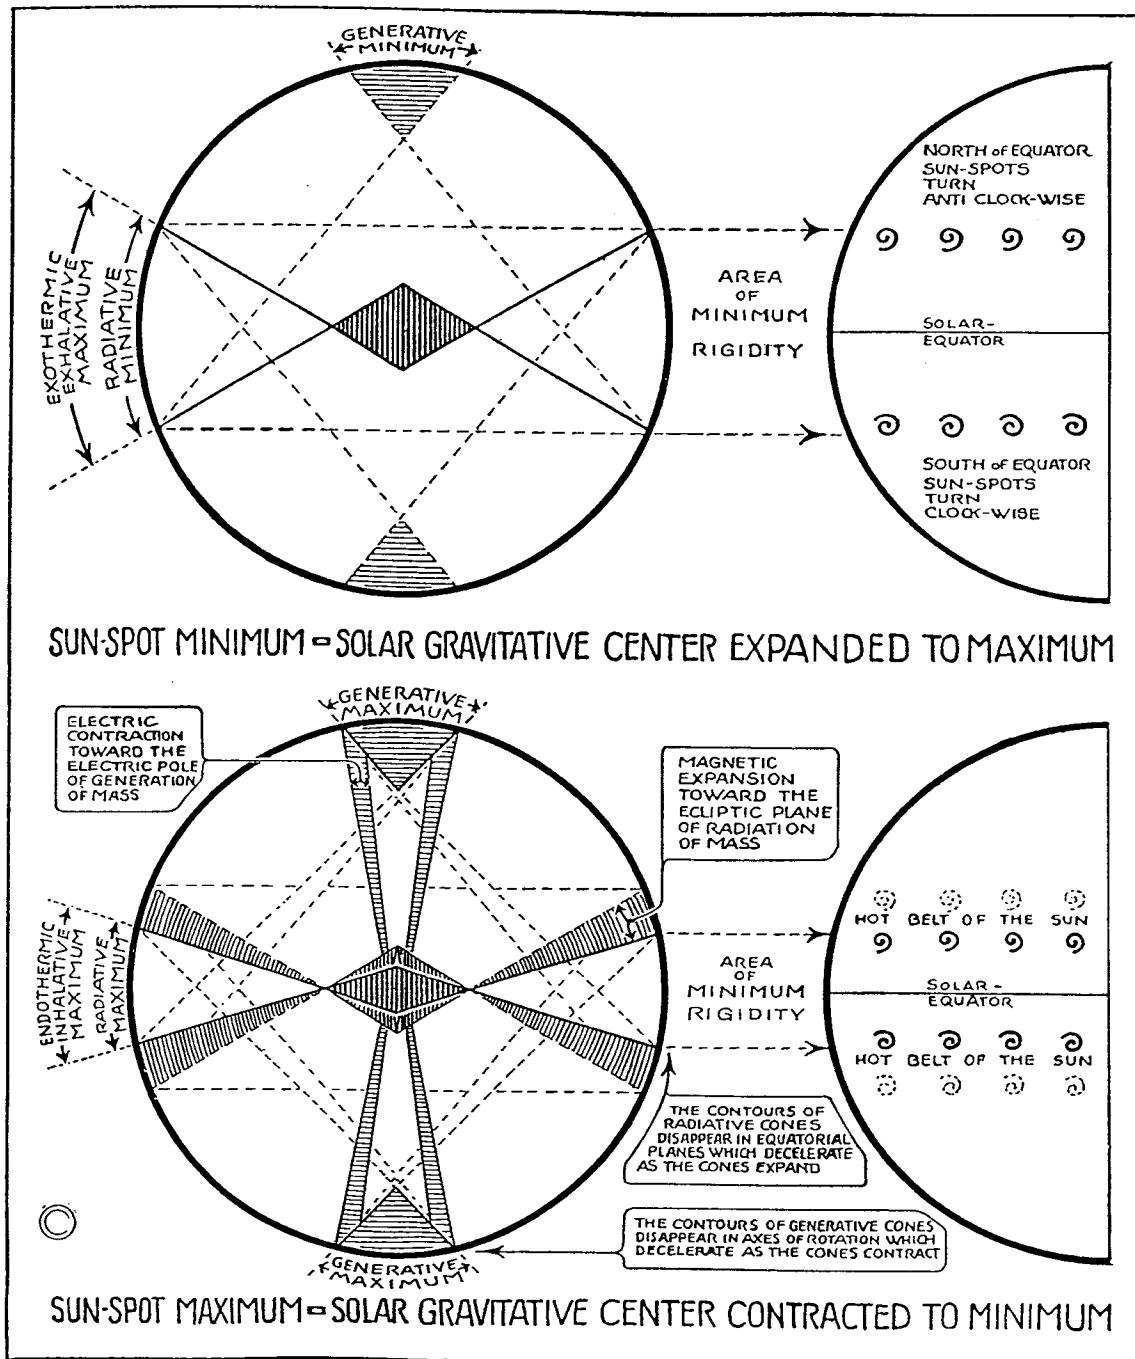 GENERATIVE
MINIMUM
EXOTHERMIC
EXHALATIVE
MAXIMUM
RADIATIVE
MINIMUM
AREA
OF
MINIMUM
RIGIDITY
NORTH of EQUATOR
SUN-SPOTS
TURN
ANTI CLOCK-WISE
SOLAR-
EQUATOR
SOUTH of EQUATOR
SUN-SPOTS
TURN
CLOCK-WISE
SUN-SPOT MINIMUM = SOLAR GRAVITATIVE CENTER EXPANDED TO MAXIMUM
GENERATIVE
MAXIMUM
ELECTRIC
CONTRACTION
TOWARD THE
ELECTRIC POLE
OF GENERATION
OF MASS
MAGNETIC
EXPANSION
TOWARD THE
ECLIPTIC PLANE
OF RADIATION
OF MASS
ENDOTHERMIC
INHALATIVE
MAXIMUM
RADIATIVE
MAXIMUM
AREA
OF
MINIMUM
RIGIDITY
HOT BELT OF THE SUN
SOLAR-
EQUATOR
HOT BELT OF THE SUN
THE CONTOURS OF
RADIATIVE CONES
DISAPPEAR IN EQUATORIAL
PLANES WHICH DECELERATE
AS THE CONES EXPAND
©
THE CONTOURS OF GENERATIVE CONES
DISAPPEAR IN AXES OF ROTATION WHICH
DECELERATE AS THE CONES CONTRACT
GENERATIVE
MAXIMUM
SUN-SPOT MAXIMUM = SOLAR GRAVITATIVE CENTER CONTRACTED TO MINIMUM